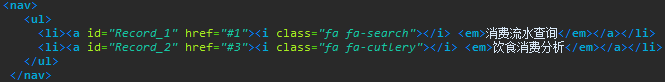 <nav>
<ul>
<li><a id="Record_1" href="#1"><i class="fa fa-search"></i> <em>消费流水查询</em></a></li>
<li><a id="Record_2" href="#3"><i class="fa fa-cutlery"></i> <em>饮食消费分析</em></a></li>
</ul>
</nav>